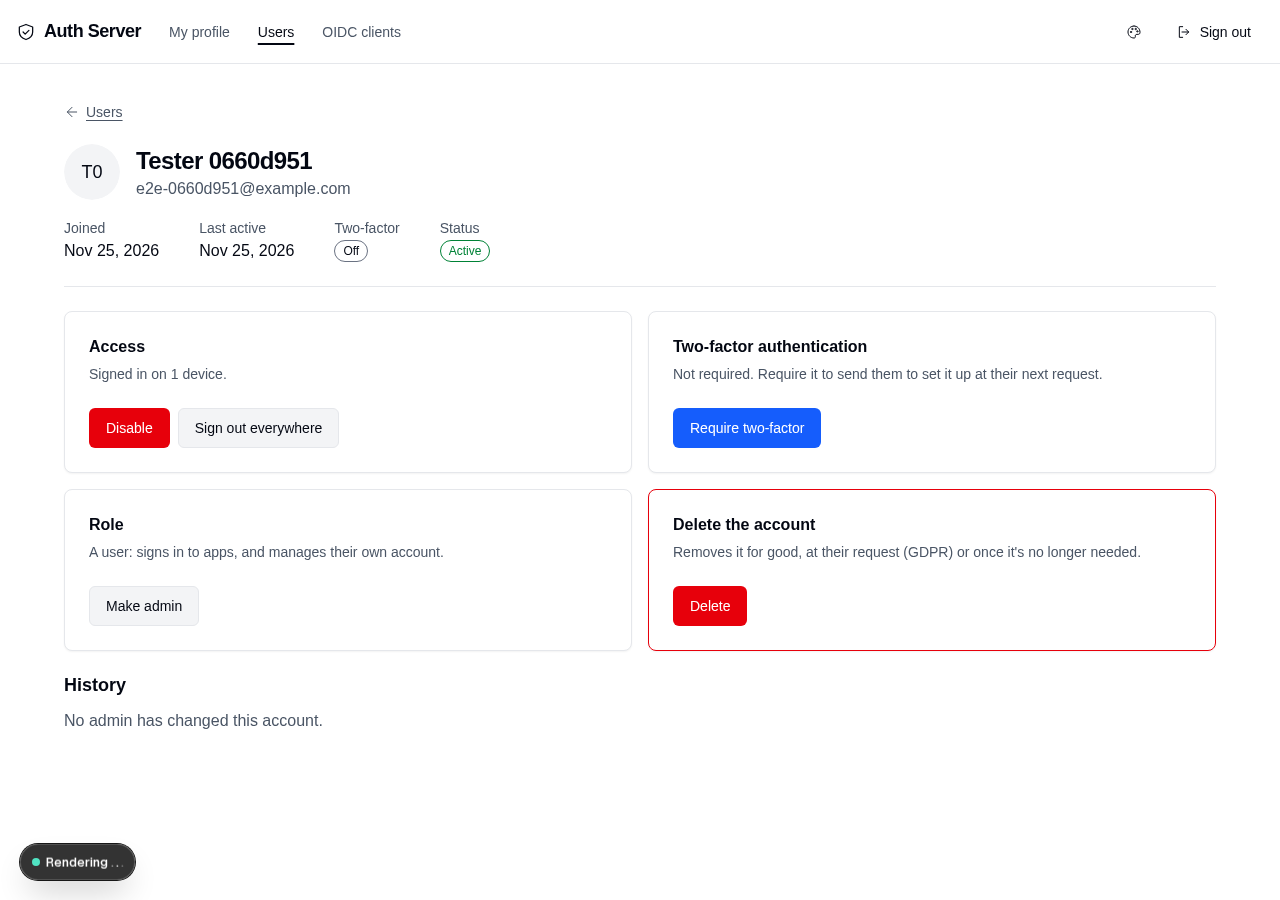 Auth Server
My profile
Users
OIDC clients
Sign out
Users
T0
Tester 0660d951
e2e-0660d951@example.com
Joined
Last active
Two-factor
Status
Nov 25, 2026
Nov 25, 2026
Off
Active
Access
Signed in on 1 device.
Disable
Sign out everywhere
Two-factor authentication
Not required. Require it to send them to set it up at their next request.
Require two-factor
Role
A user: signs in to apps, and manages their own account.
Make admin
Delete the account
Removes it for good, at their request (GDPR) or once it's no longer needed.
Delete
History
No admin has changed this account.
Rendering ...